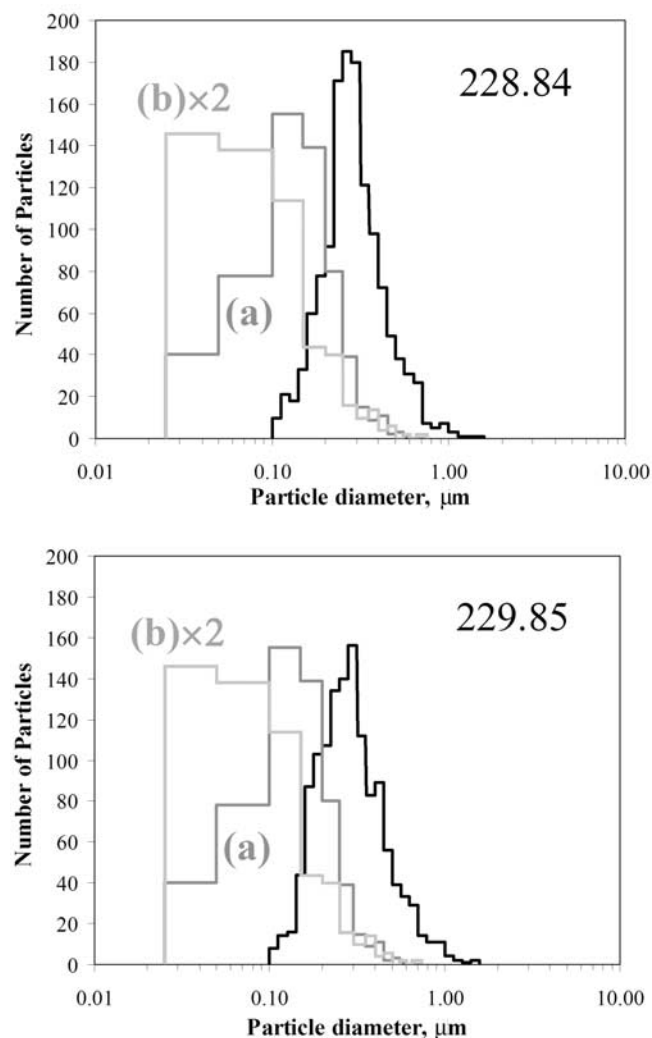 200
180
160
140
120
100
80
60
40
20
0
Number of Particles
(b)×2
(a)
228.84
0.01 0.10 1.00 10.00
Particle diameter, μm
200
180
160
140
120
100
80
60
40
20
0
Number of Particles
(b)×2
(a)
229.85
0.01 0.10 1.00 10.00
Particle diameter, μm